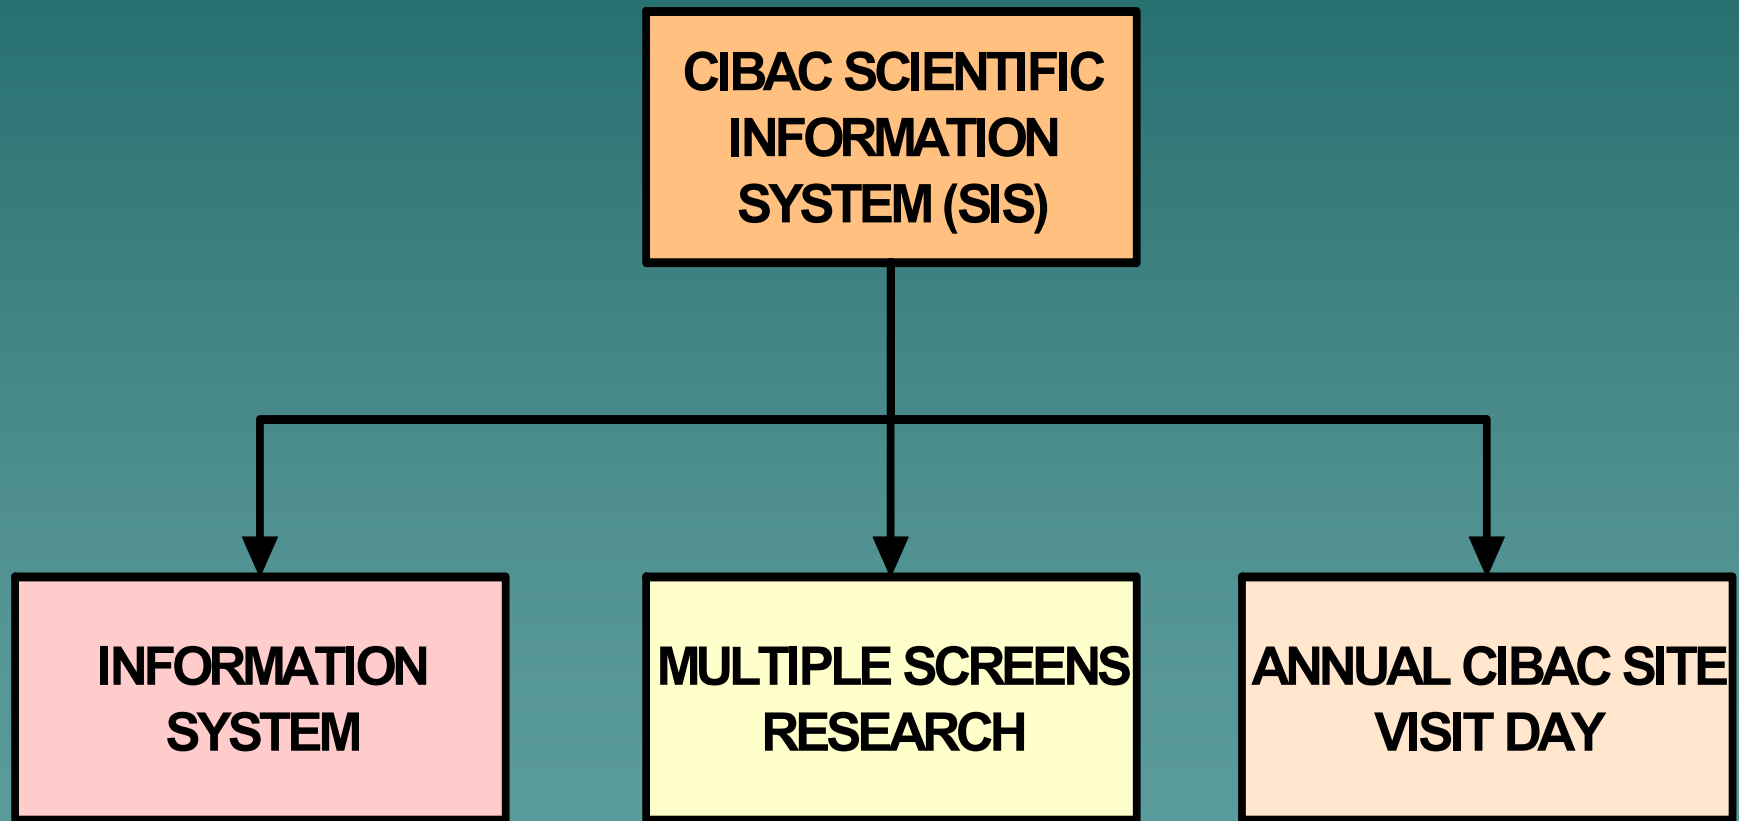 CIBAC SCIENTIFIC
INFORMATION
SYSTEM (SIS)
INFORMATION
SYSTEM
MULTIPLE SCREENS
RESEARCH
ANNUAL CIBAC SITE
VISIT DAY